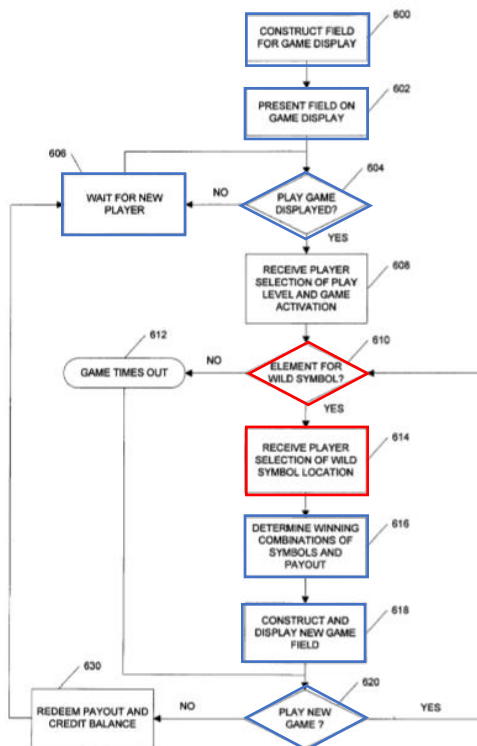 600
CONSTRUCT FIELD
FOR GAME DISPLAY
602
PRESENT FIELD ON
GAME DISPLAY
606
604
WAIT FOR NEW
PLAYER
NO
PLAY GAME
DISPLAYED?
YES
RECEIVE PLAYER
SELECTION OF PLAY
LEVEL AND GAME
ACTIVATION
608
612
610
GAME TIMES OUT
NO
ELEMENT FOR
WILD SYMBOL?
YES
RECEIVE PLAYER
SELECTION OF WILD
SYMBOL LOCATION
614
DETERMINE WINNING
COMBINATIONS OF
SYMBOLS AND
PAYOUT
616
CONSTRUCT AND
DISPLAY NEW GAME
FIELD
618
630
620
REDEEM PAYOUT AND
CREDIT BALANCE
NO
PLAY NEW
GAME ?
YES